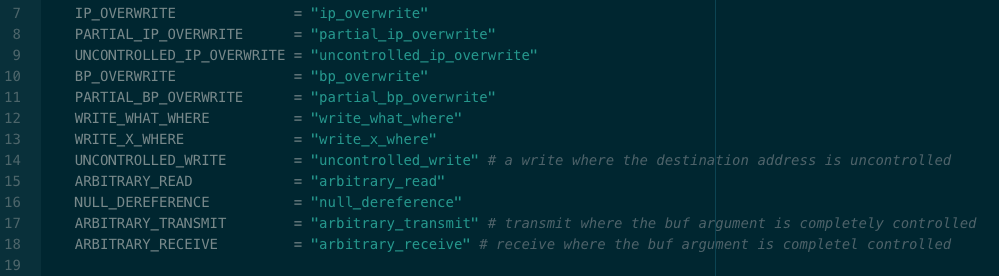 7 IP_OVERWRITE = "ip_overwrite"
8 PARTIAL_IP_OVERWRITE = "partial_ip_overwrite"
9 UNCONTROLLED_IP_OVERWRITE = "uncontrolled_ip_overwrite"
10 BP_OVERWRITE = "bp_overwrite"
11 PARTIAL_BP_OVERWRITE = "partial_bp_overwrite"
12 WRITE_WHAT_WHERE = "write_what_where"
13 WRITE_X_WHERE = "write_x_where"
14 UNCONTROLLED_WRITE = "uncontrolled_write" # a write where the destination address is uncontrolled
15 ARBITRARY_READ = "arbitrary_read"
16 NULL_DEREFERENCE = "null_dereference"
17 ARBITRARY_TRANSMIT = "arbitrary_transmit" # transmit where the buf argument is completely controlled
18 ARBITRARY_RECEIVE = "arbitrary_receive" # receive where the buf argument is completel controlled
19